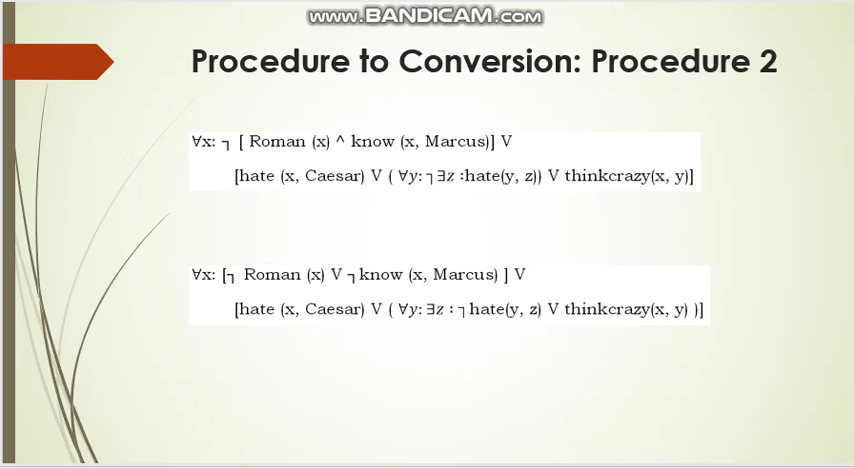 www.BANDICAM.com
Procedure to Conversion: Procedure 2
∀x: ┐ [ Roman (x) ^ know (x, Marcus)] V
[hate (x, Caesar) V ( ∀y: ┐∃z :hate(y, z)) V thinkcrazy(x, y)]
∀x: [┐ Roman (x) V ┐know (x, Marcus) ] V
[hate (x, Caesar) V ( ∀y: ∃z : ┐hate(y, z) V thinkcrazy(x, y) )]